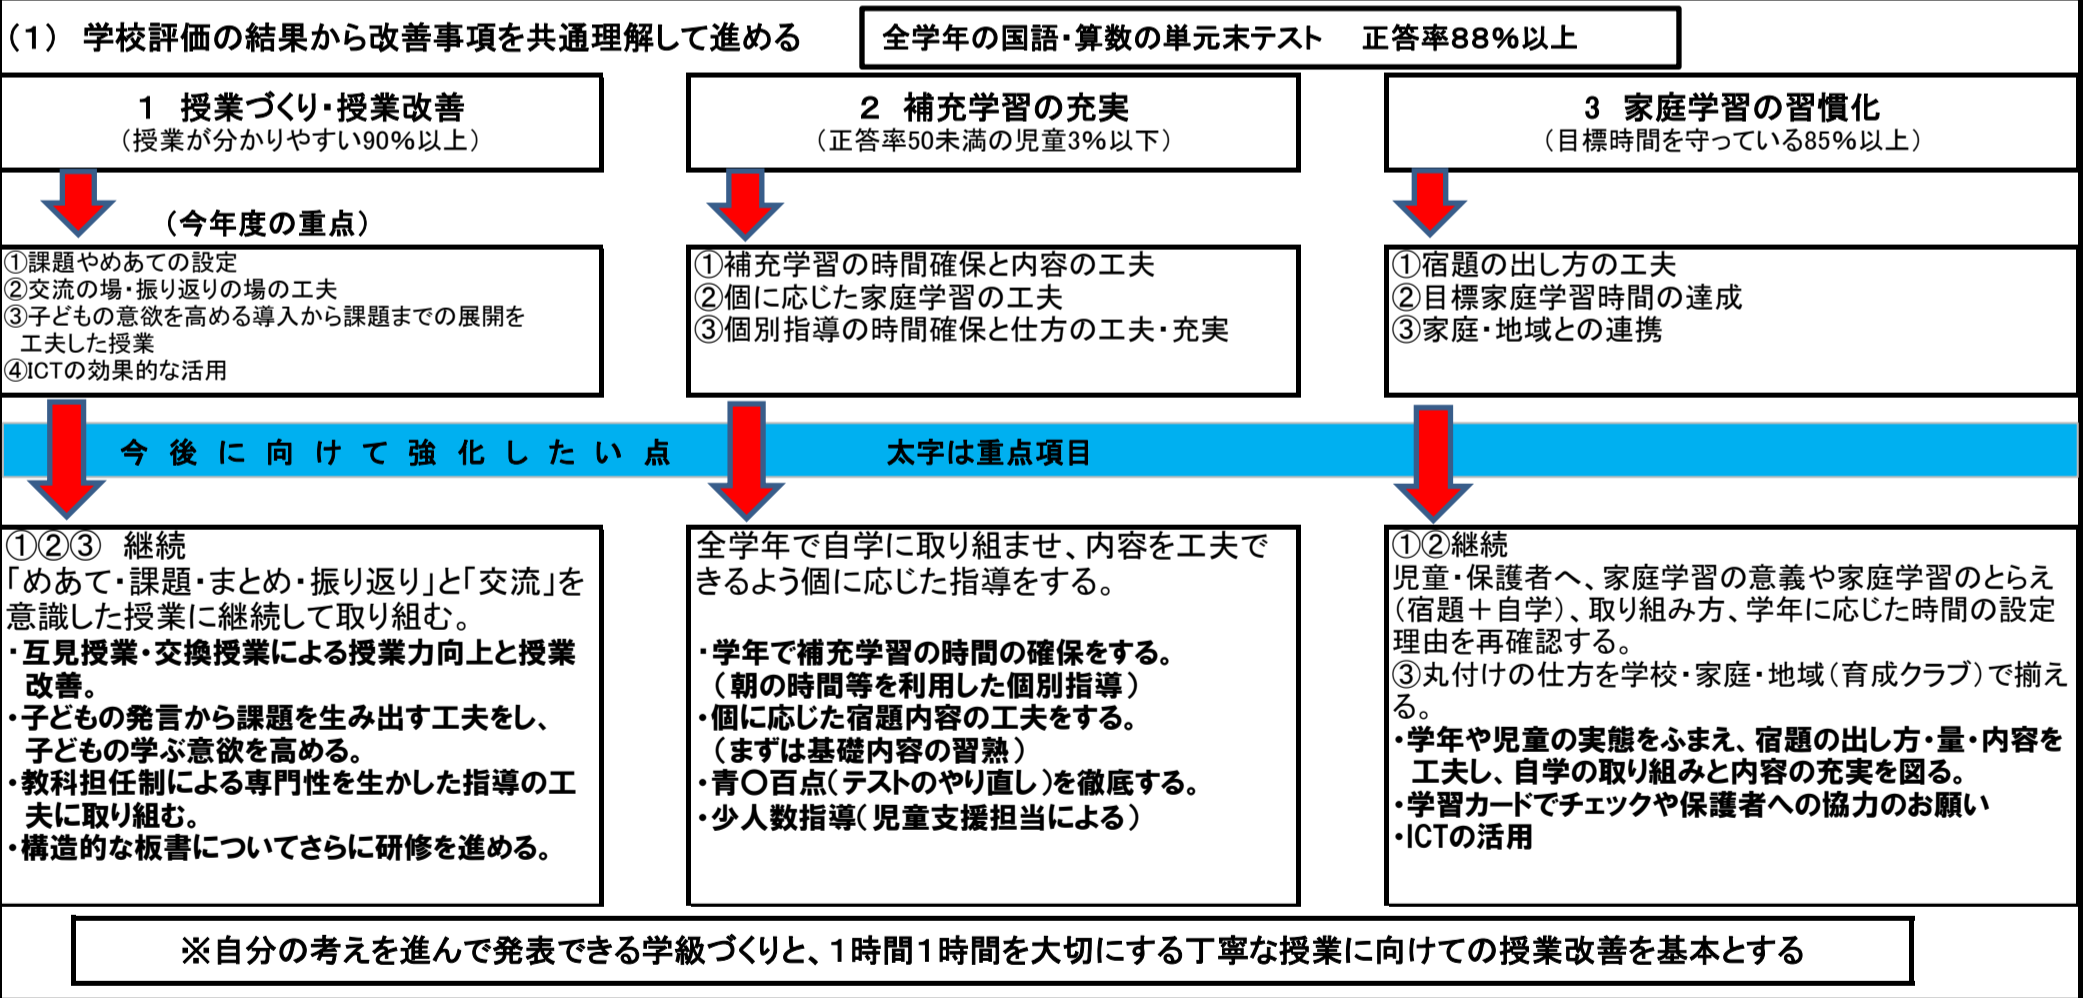 （１） 学校評価の結果から改善事項を共通理解して進める
全学年の国語・算数の単元末テスト　正答率８８％以上
１　授業づくり・授業改善
（授業が分かりやすい90％以上）
２　補充学習の充実
（正答率50未満の児童3％以下）
３　家庭学習の習慣化
（目標時間を守っている85％以上）
（今年度の重点）
①課題やめあての設定
②交流の場・振り返りの場の工夫
③子どもの意欲を高める導入から課題までの展開を
工夫した授業
④ICTの効果的な活用
①補充学習の時間確保と内容の工夫
②個に応じた家庭学習の工夫
③個別指導の時間確保と仕方の工夫・充実
①宿題の出し方の工夫
②目標家庭学習時間の達成
③家庭・地域との連携
今後に向けて強化したい点　太字は重点項目
①②③　継続
「めあて・課題・まとめ・振り返り」と「交流」を
意識した授業に継続して取り組む。
・互見授業・交換授業による授業力向上と授業
改善。
・子どもの発言から課題を生み出す工夫をし、
子どもの学ぶ意欲を高める。
・教科担任制による専門性を生かした指導の工
夫に取り組む。
・構造的な板書についてさらに研修を進める。
全学年で自学に取り組ませ、内容を工夫で
きるよう個に応じた指導をする。
・学年で補充学習の時間の確保をする。
（朝の時間等を利用した個別指導）
・個に応じた宿題内容の工夫をする。
（まずは基礎内容の習熟）
・青〇百点（テストのやり直し）を徹底する。
・少人数指導（児童支援担当による）
①②継続
児童・保護者へ、家庭学習の意義や家庭学習のとらえ
（宿題＋自学）、取り組み方、学年に応じた時間の設定
理由を再確認する。
③丸付けの仕方を学校・家庭・地域（育成クラブ）で揃え
る。
・学年や児童の実態をふまえ、宿題の出し方・量・内容を
工夫し、自学の取り組みと内容の充実を図る。
・学習カードでチェックや保護者への協力のお願い
・ICTの活用
※自分の考えを進んで発表できる学級づくりと、１時間１時間を大切にする丁寧な授業に向けての授業改善を基本とする